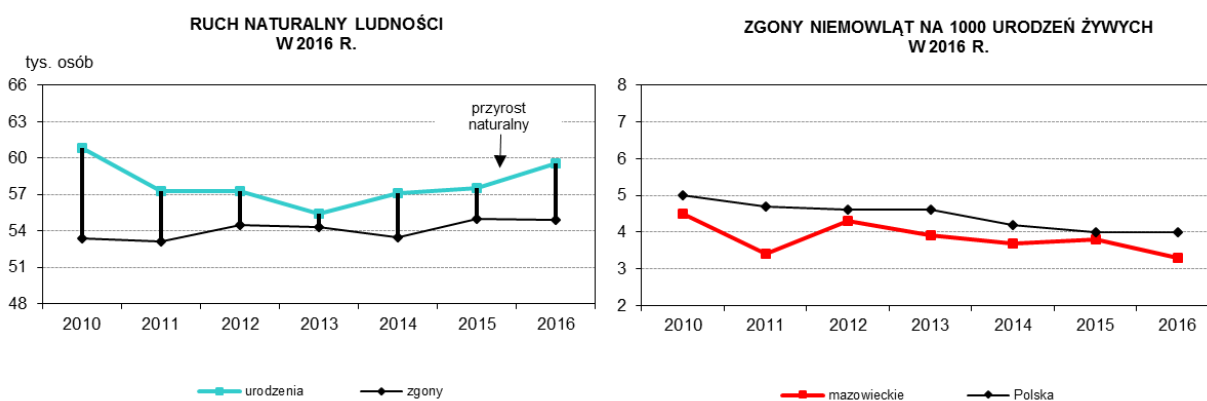 RUCH NATURALNY LUDNOŚCI
W 2016 R.
tys. osób
66
63
60
57
54
51
48
przyrost
naturalny
2010 2011 2012 2013 2014 2015 2016
urodzenia zgony
ZGONY NIEMOWLĄT NA 1000 URODZEŃ ŻYWYCH
W 2016 R.
8
7
6
5
4
3
2
2010 2011 2012 2013 2014 2015 2016
mazowieckie Polska